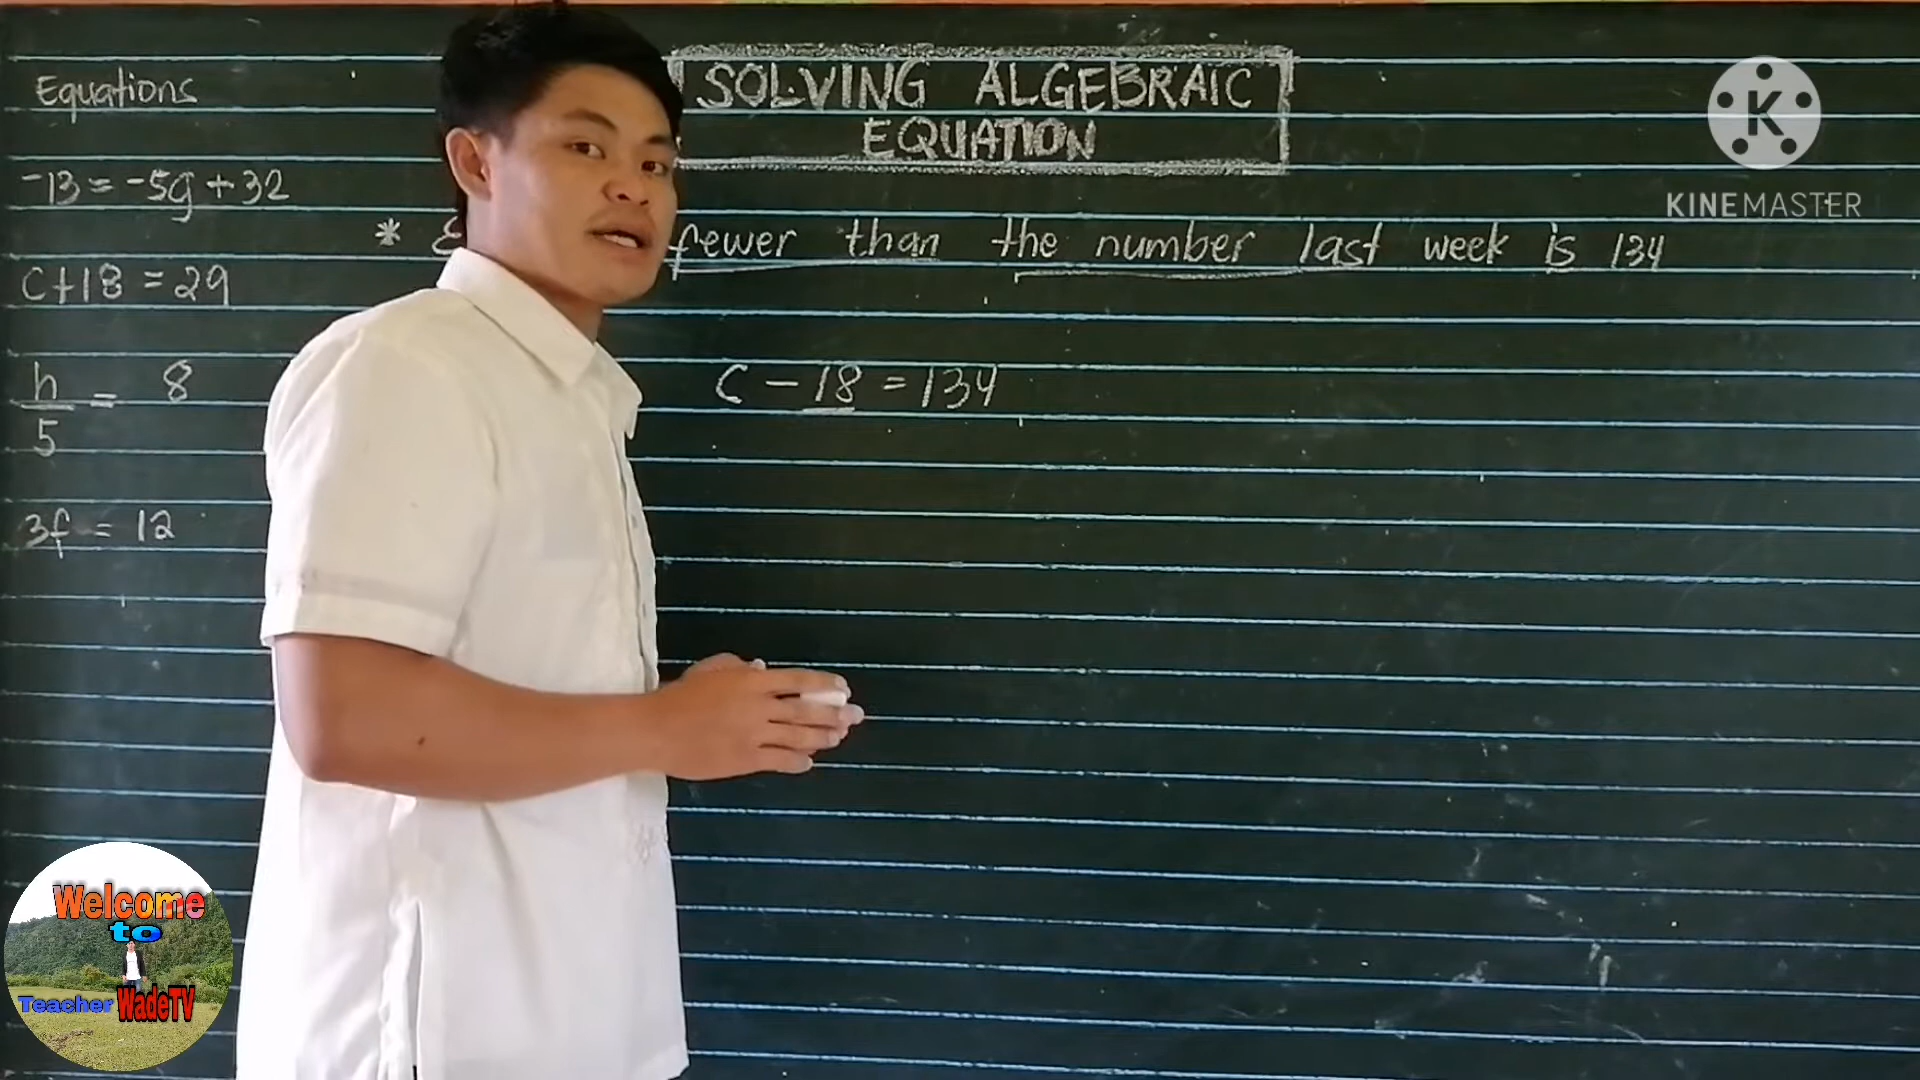 Equations
-13 = -5g + 32
C + 18 = 29
h/5 = 8
3f = 12
SOLVING ALGEBRAIC
EQUATION
* fewer than the number last week is 134
C - 18 = 134
K
KINEMASTER
Welcome
to
Teacher WadeTV